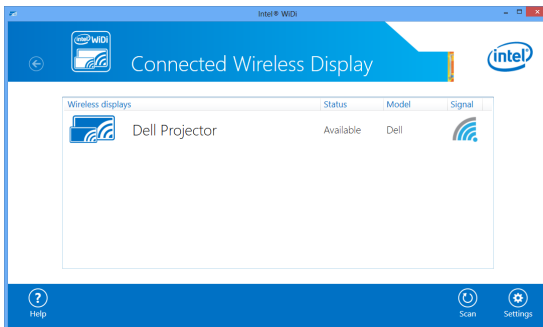 Intel® WiDi
intel WiDi
Connected Wireless Display
intel
Wireless displays Status Model Signal
Dell Projector Available Dell
? 
Help Scan Settings